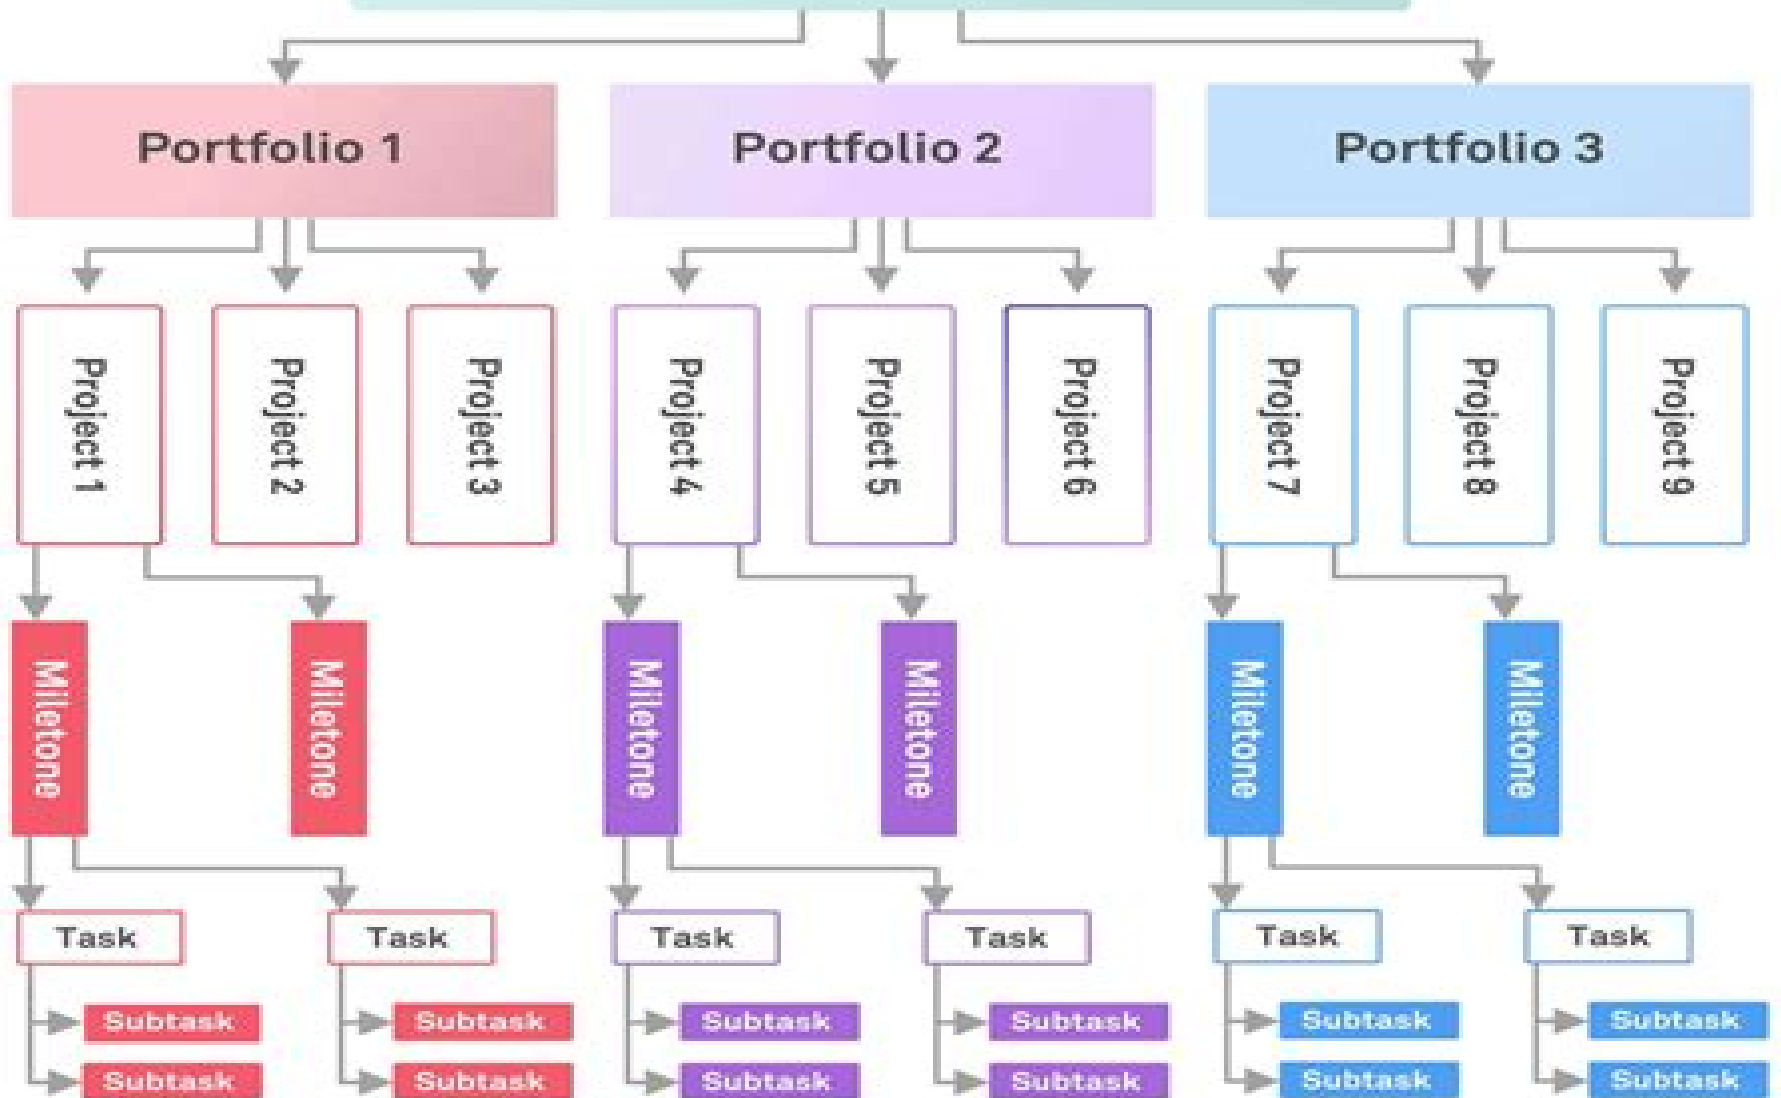 Portfolio 1
Portfolio 2
Portfolio 3
Project 1
Project 2
Project 3
Project 4
Project 5
Project 6
Project 7
Project 8
Project 9
Miletone
Miletone
Miletone
Miletone
Miletone
Miletone
Task
Task
Task
Task
Task
Task
Subtask
Subtask
Subtask
Subtask
Subtask
Subtask
Subtask
Subtask
Subtask
Subtask
Subtask
Subtask